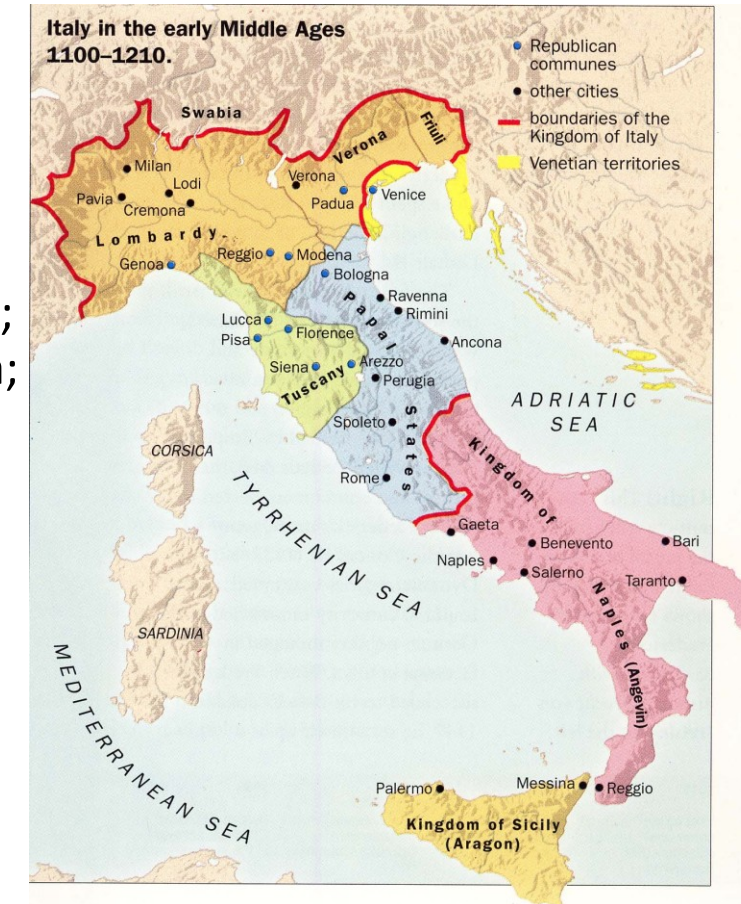 Italy in the early Middle Ages
1100–1210.
Republican
communes
other cities
boundaries of the
Kingdom of Italy
Venetian territories
Swabia
Verona
Friuli
Milan
Lodi
Pavia
Cremona
Verona
Padua
Venice
Lombardy
Genoa
Reggio
Modena
Bologna
Ravenna
Rimini
Ancona
Papal
States
;
;
Lucca
Florence
Pisa
Siena
Arezzo
Tuscany
Perugia
Spoleto
Rome
ADRIATIC
SEA
CORSICA
TYRRHENIAN SEA
Kingdom of
Naples (Angevin)
Gaeta
Benevento
Bari
Naples
Salerno
Taranto
SARDINIA
MEDITERRANEAN SEA
Palermo
Messina
Reggio
Kingdom of Sicily
(Aragon)